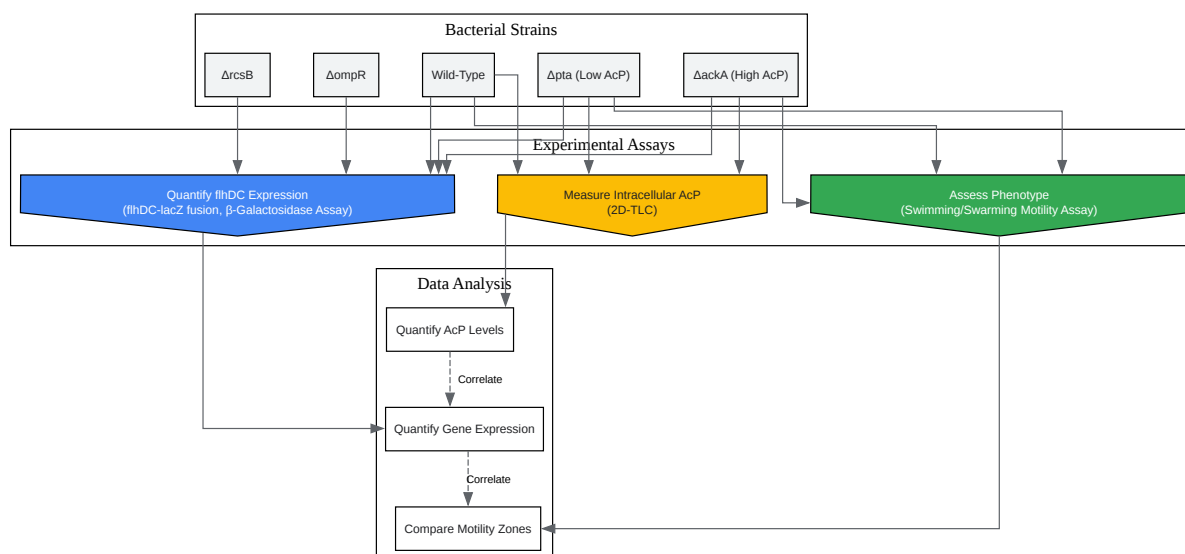 Bacterial Strains
ΔrcsB
ΔompR
Wild-Type
Δpta (Low AcP)
ΔackA (High AcP)
Experimental Assays
Quantify flhDC Expression
(flhDC-lacZ fusion, β-Galactosidase Assay)
Measure Intracellular AcP
(2D-TLC)
Assess Phenotype
(Swimming/Swarming Motility Assay)
Data Analysis
Quantify AcP Levels
Correlate
Quantify Gene Expression
Correlate
Compare Motility Zones